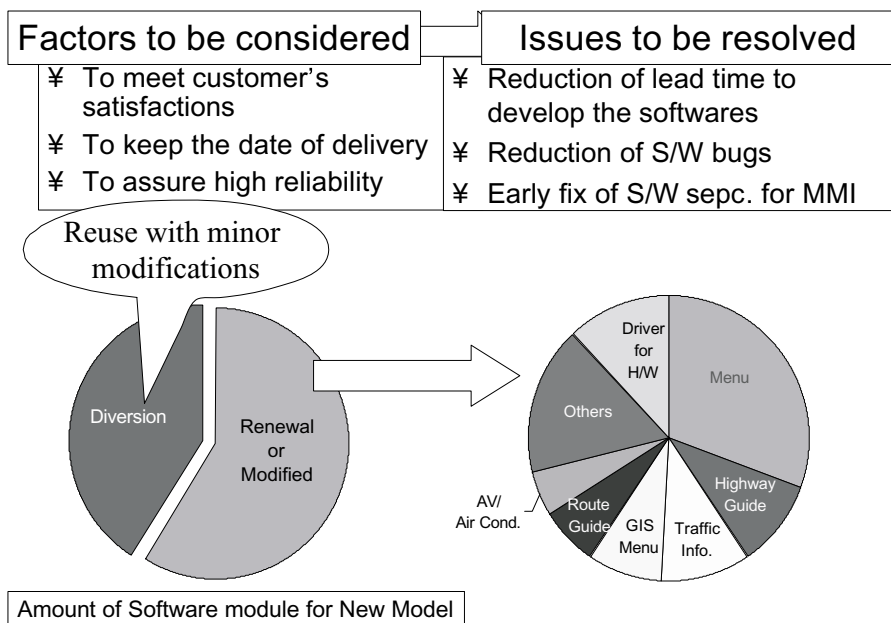 Factors to be considered
Issues to be resolved
¥ To meet customer’s
satisfactions
¥ To keep the date of delivery
¥ To assure high reliability
¥ Reduction of lead time to
develop the softwares
¥ Reduction of S/W bugs
¥ Early fix of S/W sepc. for MMI
Reuse with minor
modifications
Diversion
Renewal
or
Modified
Driver
for
H/W
Menu
Others
Highway
Guide
AV/
Air Cond.
Route
Guide
GIS
Menu
Traffic
Info.
Amount of Software module for New Model